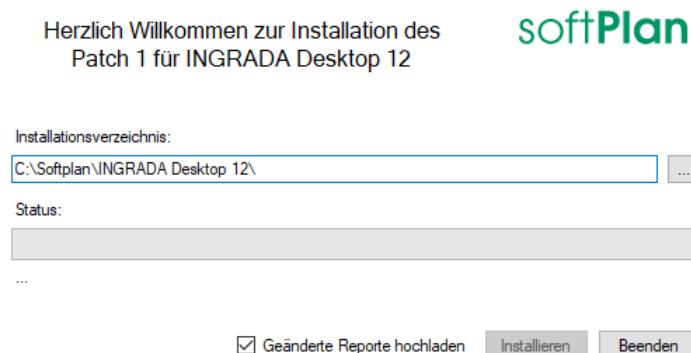 Herzlich Willkommen zur Installation des
Patch 1 für INGRADA Desktop 12
softPlan
Installationsverzeichnis:
C:\Softplan\INGRADA Desktop 12\
...
Status:
...
Geänderte Reporte hochladen
Installieren
Beenden